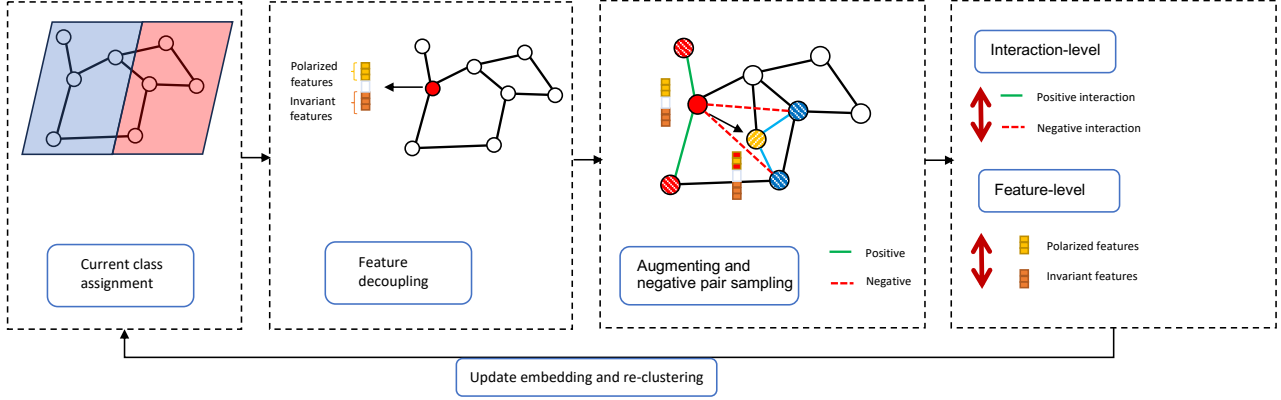 Current class
assignment
Polarized
features
Invariant
features
Feature
decoupling
Augmenting and
negative pair sampling
Positive
Negative
Interaction-level
Positive interaction
Negative interaction
Feature-level
Polarized features
Invariant features
Update embedding and re-clustering